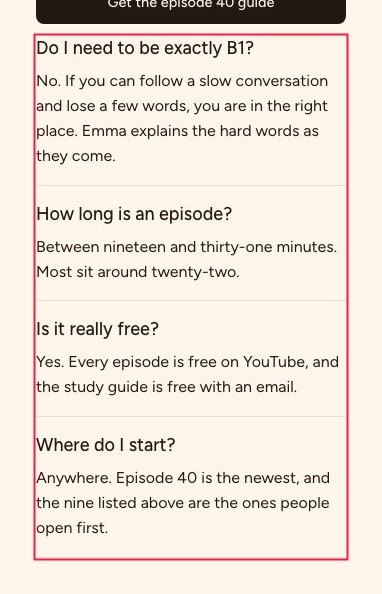 Get the episode 40 guide
Do I need to be exactly B1?
No. If you can follow a slow conversation
and lose a few words, you are in the right
place. Emma explains the hard words as
they come.
How long is an episode?
Between nineteen and thirty-one minutes.
Most sit around twenty-two.
Is it really free?
Yes. Every episode is free on YouTube, and
the study guide is free with an email.
Where do I start?
Anywhere. Episode 40 is the newest, and
the nine listed above are the ones people
open first.